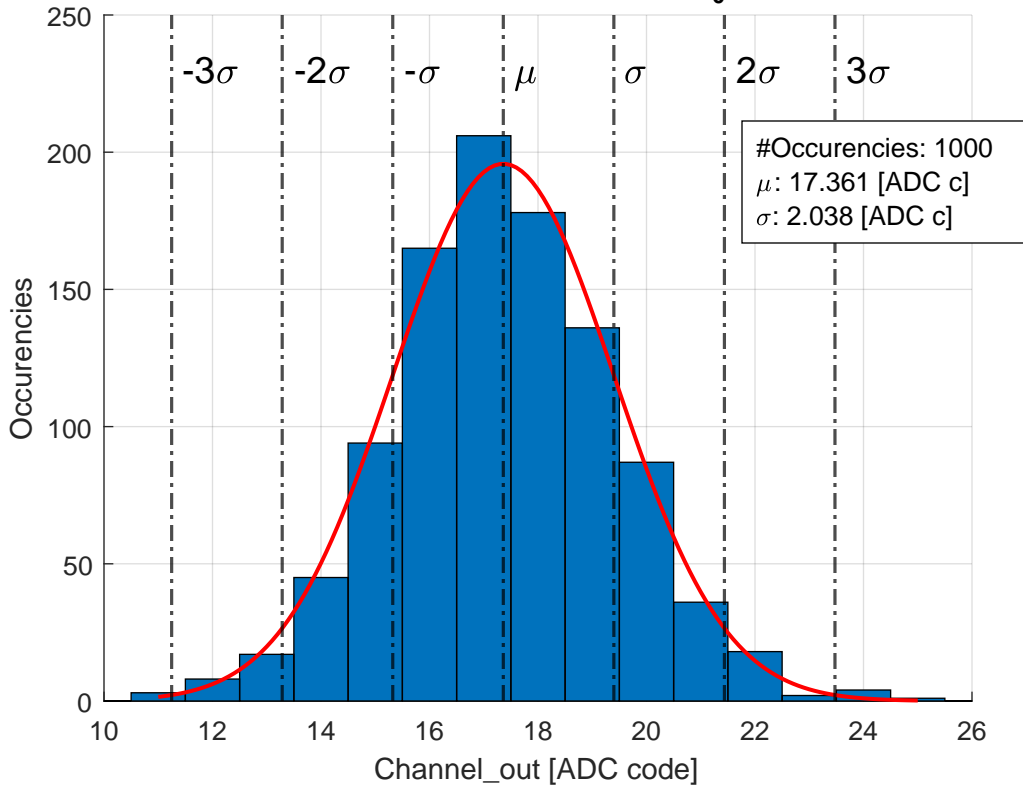 250
200
150
100
50
0
-3σ -2σ -σ μ σ 2σ 3σ
#Occurencies: 1000
μ: 17.361 [ADC c]
σ: 2.038 [ADC c]
Occurencies
10 12 14 16 18 20 22 24 26
Channel_out [ADC code]